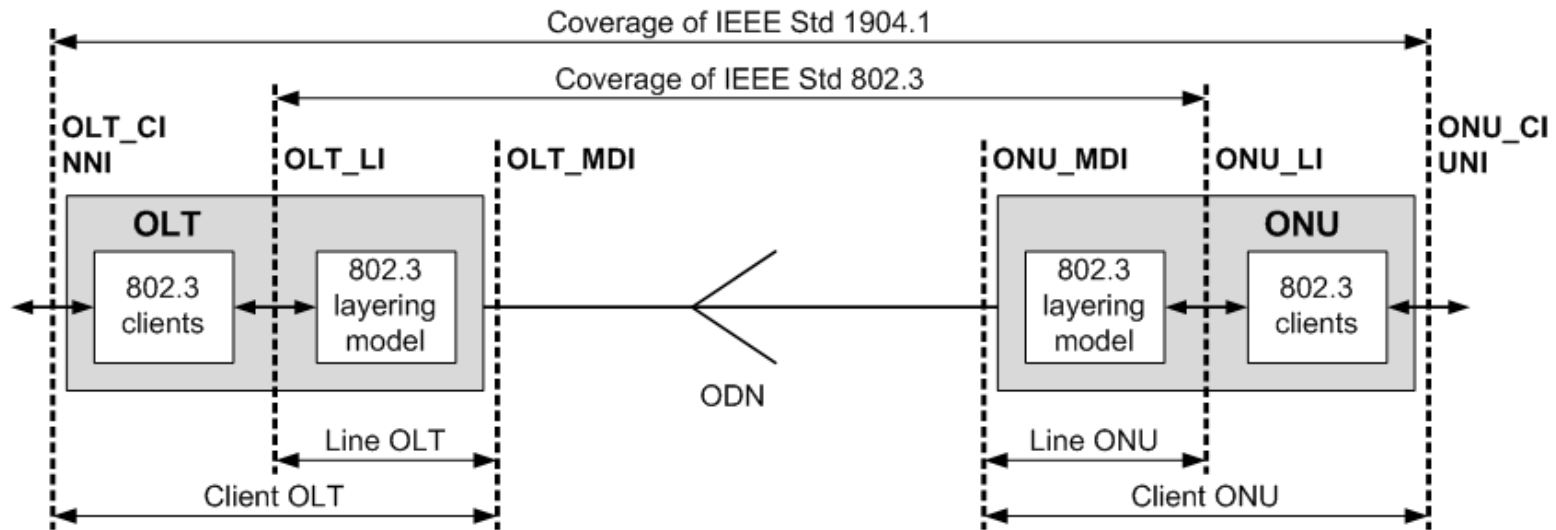 Coverage of IEEE Std 1904.1
Coverage of IEEE Std 802.3
OLT_CI
NNI
OLT_LI
OLT_MDI
ONU_MDI
ONU_LI
ONU_CI
UNI
OLT
802.3
clients
802.3
layering
model
ODN
ONU
802.3
layering
model
802.3
clients
Line OLT
Line ONU
Client OLT
Client ONU